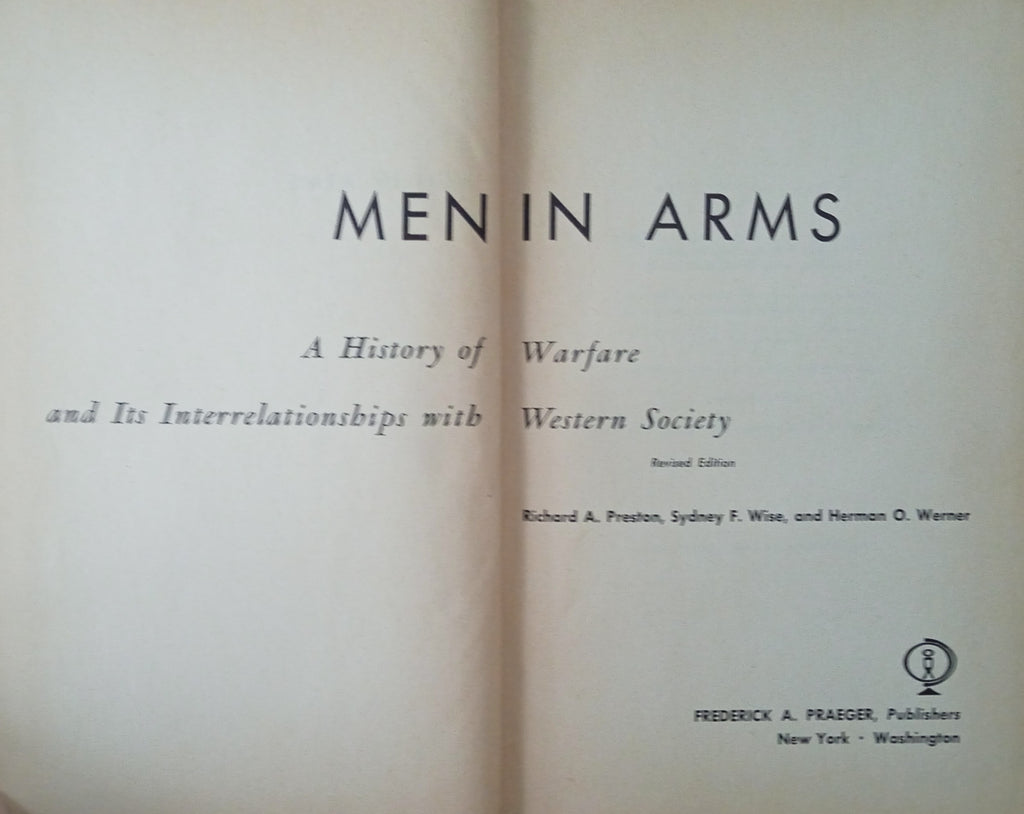 MEN IN ARMS
A History of Warfare
and Its Interrelationships with Western Society
Revised Edition
Richard A. Preston, Sydney F. Wise, and Herman O. Werner
FREDERICK A. PRAEGER, Publishers
New York · Washington